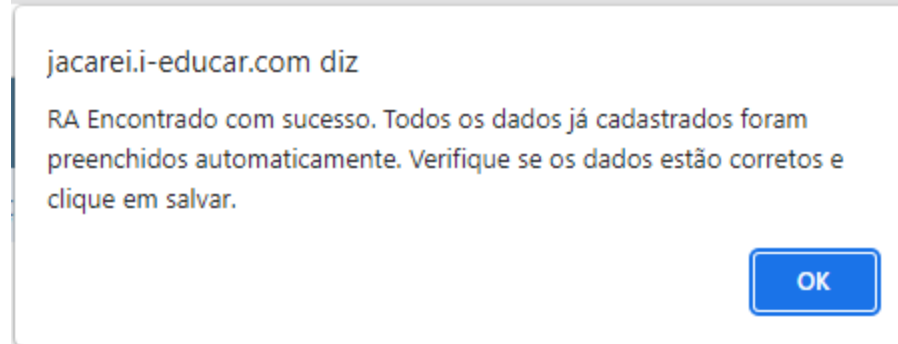 jacarei.i-educar.com diz
RA Encontrado com sucesso. Todos os dados já cadastrados foram
preenchidos automaticamente. Verifique se os dados estão corretos e
clique em salvar.
OK